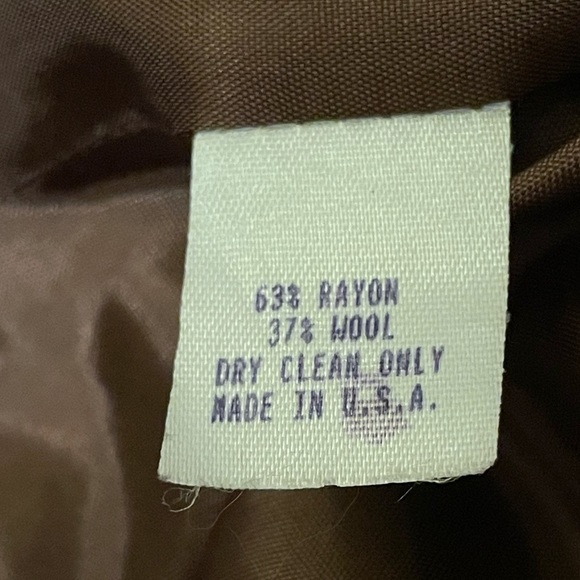 63% RAYON
37% WOOL
DRY CLEAN ONLY
MADE IN U.S.A.